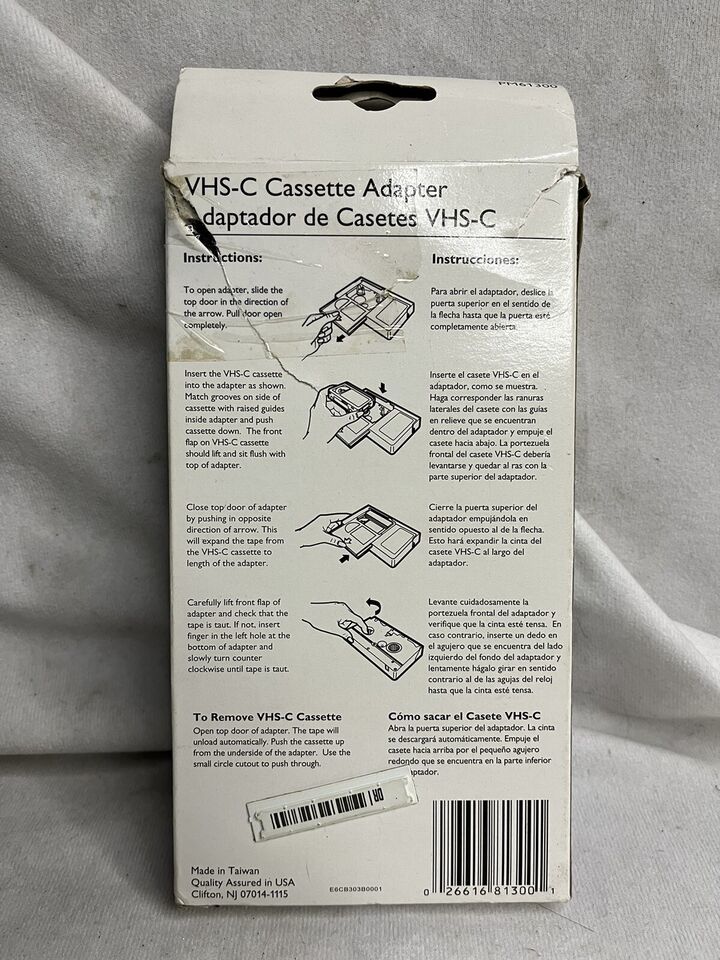 PM61300
VHS-C Cassette Adapter
daptador de Casetes VHS-C
Instructions:
To open adapter, slide the
top door in the direction of
the arrow. Pull door open
completely.
Insert the VHS-C cassette
into the adapter as shown.
Match grooves on side of
cassette with raised guides
inside adapter and push
cassette down. The front
flap on VHS-C cassette
should lift and sit flush with
top of adapter.
Close top door of adapter
by pushing in opposite
direction of arrow. This
will expand the tape from
the VHS-C cassette to
length of the adapter.
Carefully lift front flap of
adapter and check that the
tape is taut. If not, insert
finger in the left hole at the
bottom of adapter and
slowly turn counter
clockwise until tape is taut.
To Remove VHS-C Cassette
Open top door of adapter. The tape will
unload automatically. Push the cassette up
from the underside of the adapter. Use the
small circle cutout to push through.
Instrucciones:
Para abrir el adaptador, deslice la
puerta superior en el sentido de
la flecha hasta que la puerta esté
completamente abierta.
Inserte el casete VHS-C en el
adaptador, como se muestra.
Haga corresponder las ranuras
laterales del casete con las guías
en relieve que se encuentran
dentro del adaptador y empuje el
casete hacia abajo. La portezuela
frontal del casete VHS-C debería
levantarse y quedar al ras con la
parte superior del adaptador.
Cierre la puerta superior del
adaptador empujándola en
sentido opuesto al de la flecha.
Esto hará expandir la cinta del
casete VHS-C al largo del
adaptador.
Levante cuidadosamente la
portezuela frontal del adaptador y
verifique que la cinta esté tensa. En
caso contrario, inserte un dedo en
el agujero que se encuentra del lado
izquierdo del fondo del adaptador y
lentamente hágalo girar en sentido
contrario al de las agujas del reloj
hasta que la cinta esté tensa.
Cómo sacar el Casete VHS-C
Abra la puerta superior del adaptador. La cinta
se descargará automáticamente. Empuje el
casete hacia arriba por el pequeño agujero
redondo que se encuentra en la parte inferior
aptador.
Made in Taiwan
Quality Assured in USA
Clifton, NJ 07014-1115
E6CB303B0001
0 26616 81300 1